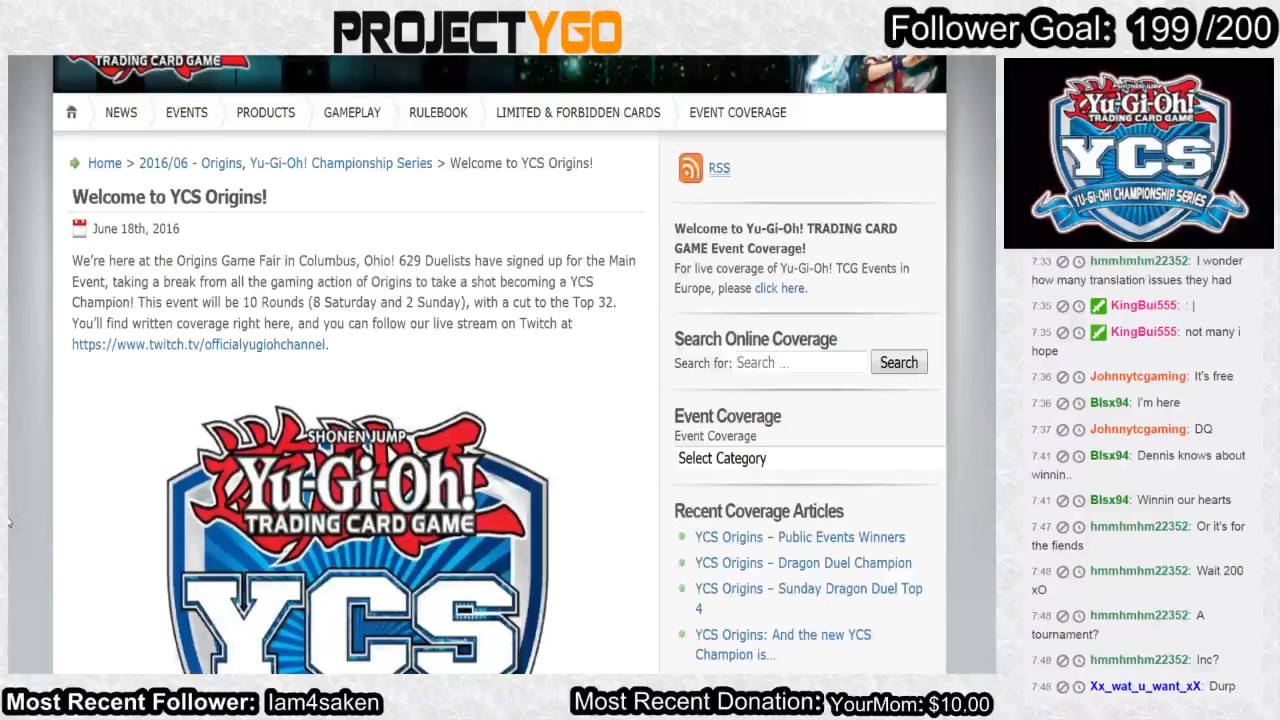 PROJECTYGO
Follower Goal: 199 /200
TRADING CARD GAME
NEWS
EVENTS
PRODUCTS
GAMEPLAY
RULEBOOK
LIMITED & FORBIDDEN CARDS
EVENT COVERAGE
Home > 2016/06 - Origins, Yu-Gi-Oh! Championship Series > Welcome to YCS Origins!
Welcome to YCS Origins!
June 18th, 2016
We're here at the Origins Game Fair in Columbus, Ohio! 629 Duelists have signed up for the Main
Event, taking a break from all the gaming action of Origins to take a shot becoming a YCS
Champion! This event will be 10 Rounds (8 Saturday and 2 Sunday), with a cut to the Top 32.
You'll find written coverage right here, and you can follow our live stream on Twitch at
https://www.twitch.tv/officialyugiohchannel.
SHONEN JUMP
Yu-Gi-Oh!
TRADING CARD GAME
YCS
RSS
Welcome to Yu-Gi-Oh! TRADING CARD
GAME Event Coverage!
For live coverage of Yu-Gi-Oh! TCG Events in
Europe, please click here.
Search Online Coverage
Search for: Search ... Search
Event Coverage
Event Coverage
Select Category
Recent Coverage Articles
YCS Origins – Public Events Winners
YCS Origins – Dragon Duel Champion
YCS Origins – Sunday Dragon Duel Top
4
YCS Origins: And the new YCS
Champion is...
SHONEN JUMP
Yu-Gi-Oh!
TRADING CARD GAME
YCS
YU-GI-OH! CHAMPIONSHIP SERIES
7:33 hmmhmhm22352: I wonder
how many translation issues they had
7:35 KingBui555: : |
7:35 KingBui555: not many i
hope
7:36 Johnnytcgaming: It's free
7:36 Blsx94: I'm here
7:37 Johnnytcgaming: DQ
7:41 Blsx94: Dennis knows about
winnin..
7:41 Blsx94: Winnin our hearts
7:47 hmmhmhm22352: Or it's for
the fiends
7:48 hmmhmhm22352: Wait 200
xO
7:48 hmmhmhm22352: A
tournament?
7:48 hmmhmhm22352: Inc?
7:48 Xx_wat_u_want_xX: Durp
Most Recent Follower: Iam4saken
Most Recent Donation: YourMom: $10.00